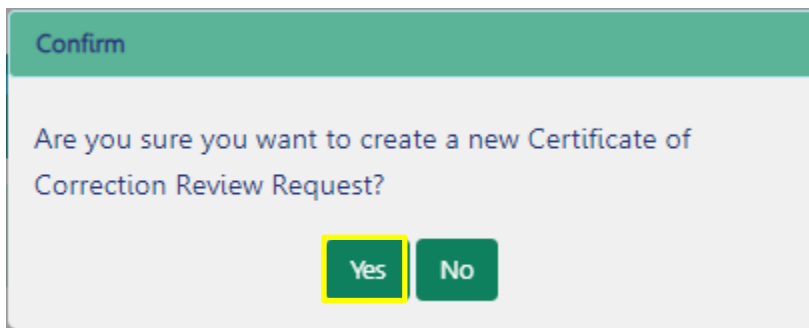 Confirm
Are you sure you want to create a new Certificate of
Correction Review Request?
Yes No